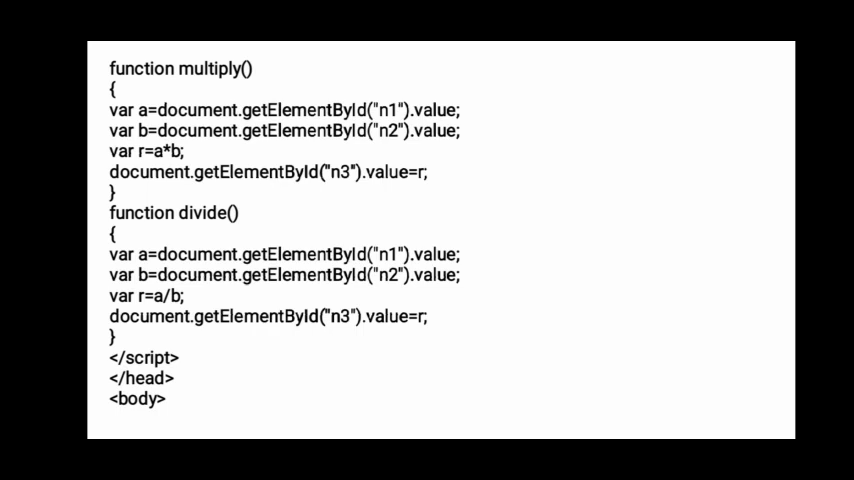 function multiply()
{
var a=document.getElementById("n1").value;
var b=document.getElementById("n2").value;
var r=a*b;
document.getElementById("n3").value=r;
}
function divide()
{
var a=document.getElementById("n1").value;
var b=document.getElementById("n2").value;
var r=a/b;
document.getElementById("n3").value=r;
}
</script>
</head>
<body>